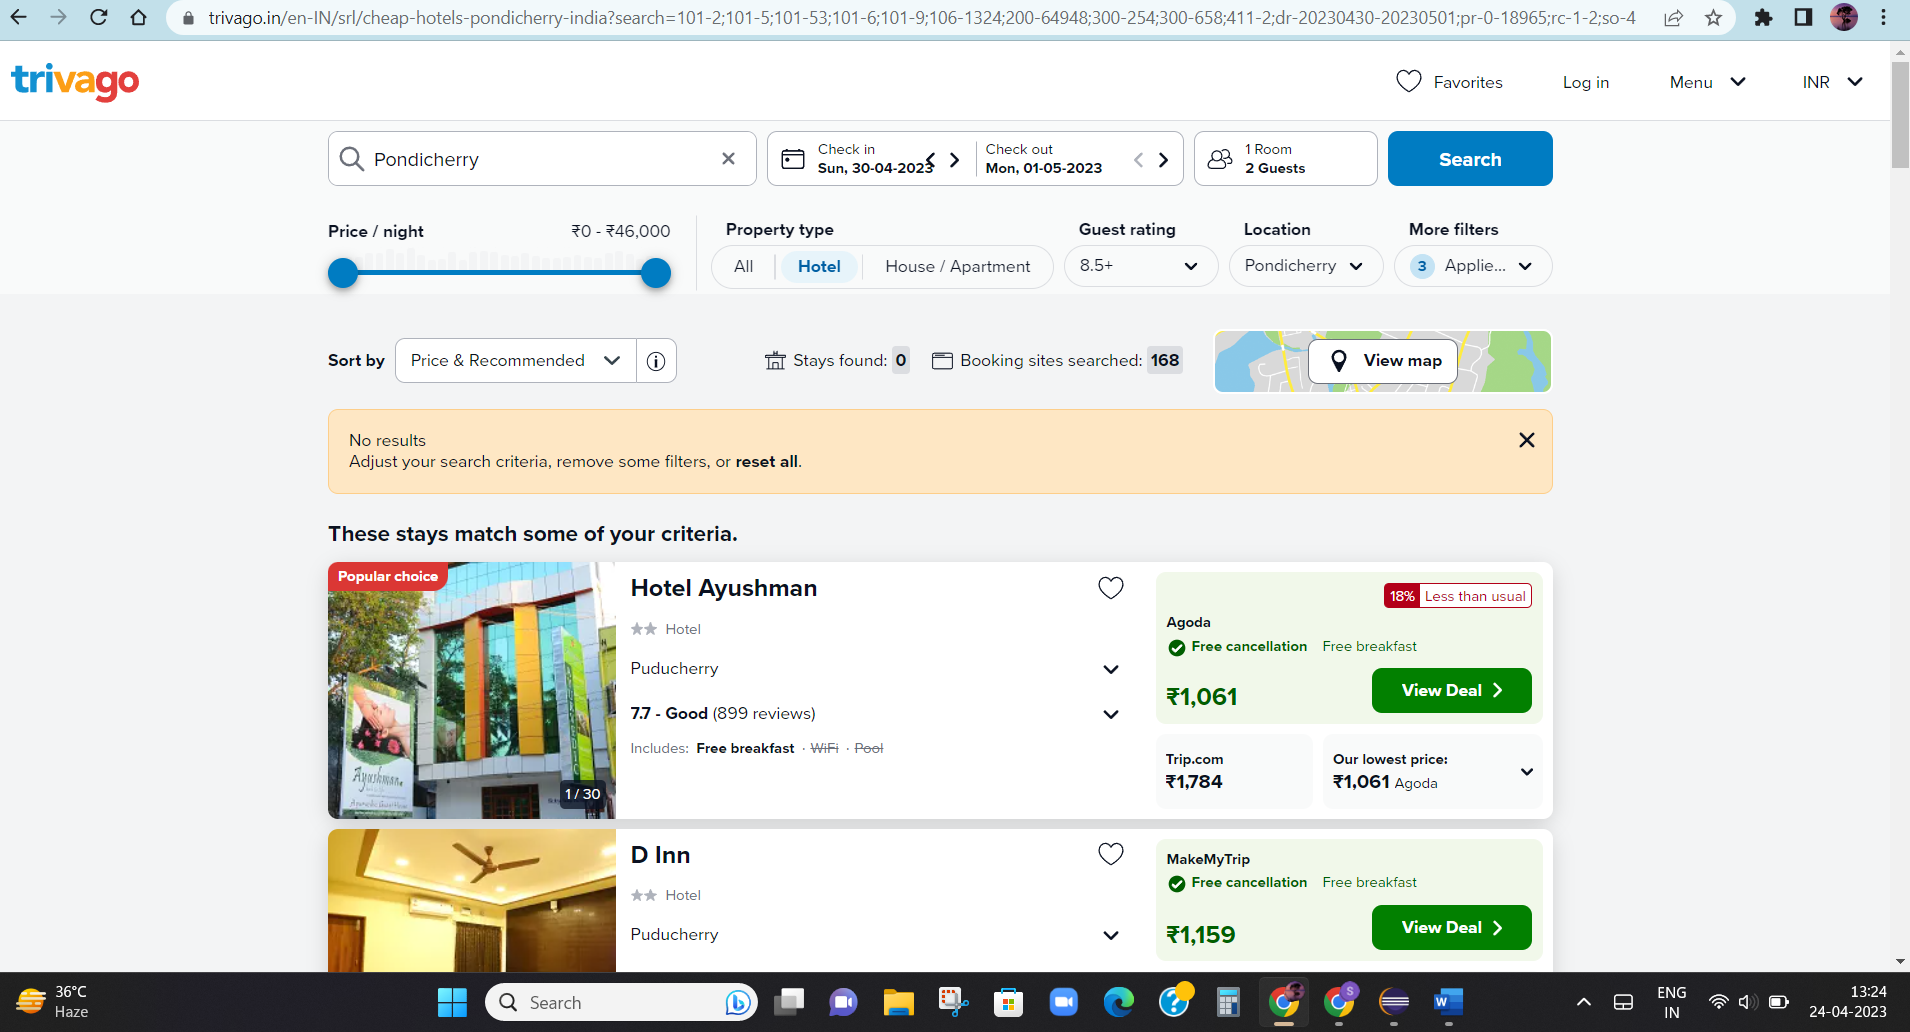 trivago.in/en-IN/srl/cheap-hotels-pondicherry-india?search=101-2;101-5;101-53;101-6;101-9;106-1324;200-64948;300-254;300-658;411-2;dr-20230430-20230501;pr-0-18965;rc-1-2;so-4
trivago
Favorites
Log in
Menu
INR
Pondicherry
Check in
Sun, 30-04-2023
Check out
Mon, 01-05-2023
1 Room
2 Guests
Search
Price / night
₹0 - ₹46,000
Property type
All
Hotel
House / Apartment
Guest rating
8.5+
Location
Pondicherry
More filters
3 Applie...
Sort by
Price & Recommended
Stays found: 0
Booking sites searched: 168
View map
No results
Adjust your search criteria, remove some filters, or reset all.
These stays match some of your criteria.
Popular choice
Ayushman
1 / 30
Hotel Ayushman
Hotel
Puducherry
7.7 - Good (899 reviews)
Includes: Free breakfast · WiFi · Pool
18% Less than usual
Agoda
Free cancellation Free breakfast
₹1,061
View Deal
Trip.com
₹1,784
Our lowest price:
₹1,061 Agoda
D Inn
Hotel
Puducherry
MakeMyTrip
Free cancellation Free breakfast
₹1,159
View Deal
36°C
Haze
Search
S
W
ENG
IN
13:24
24-04-2023